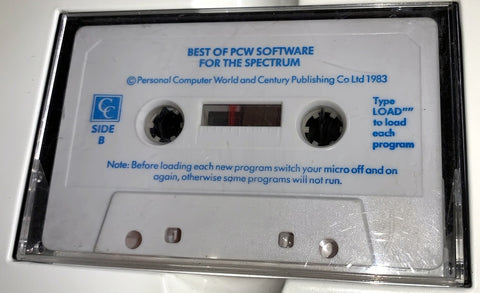 BEST OF PCW SOFTWARE
FOR THE SPECTRUM
©Personal Computer World and Century Publishing Co Ltd 1983
CC
SIDE
B
Type
LOAD""
to load
each
program
Note: Before loading each new program switch your micro off and on
again, otherwise some programs will not run.